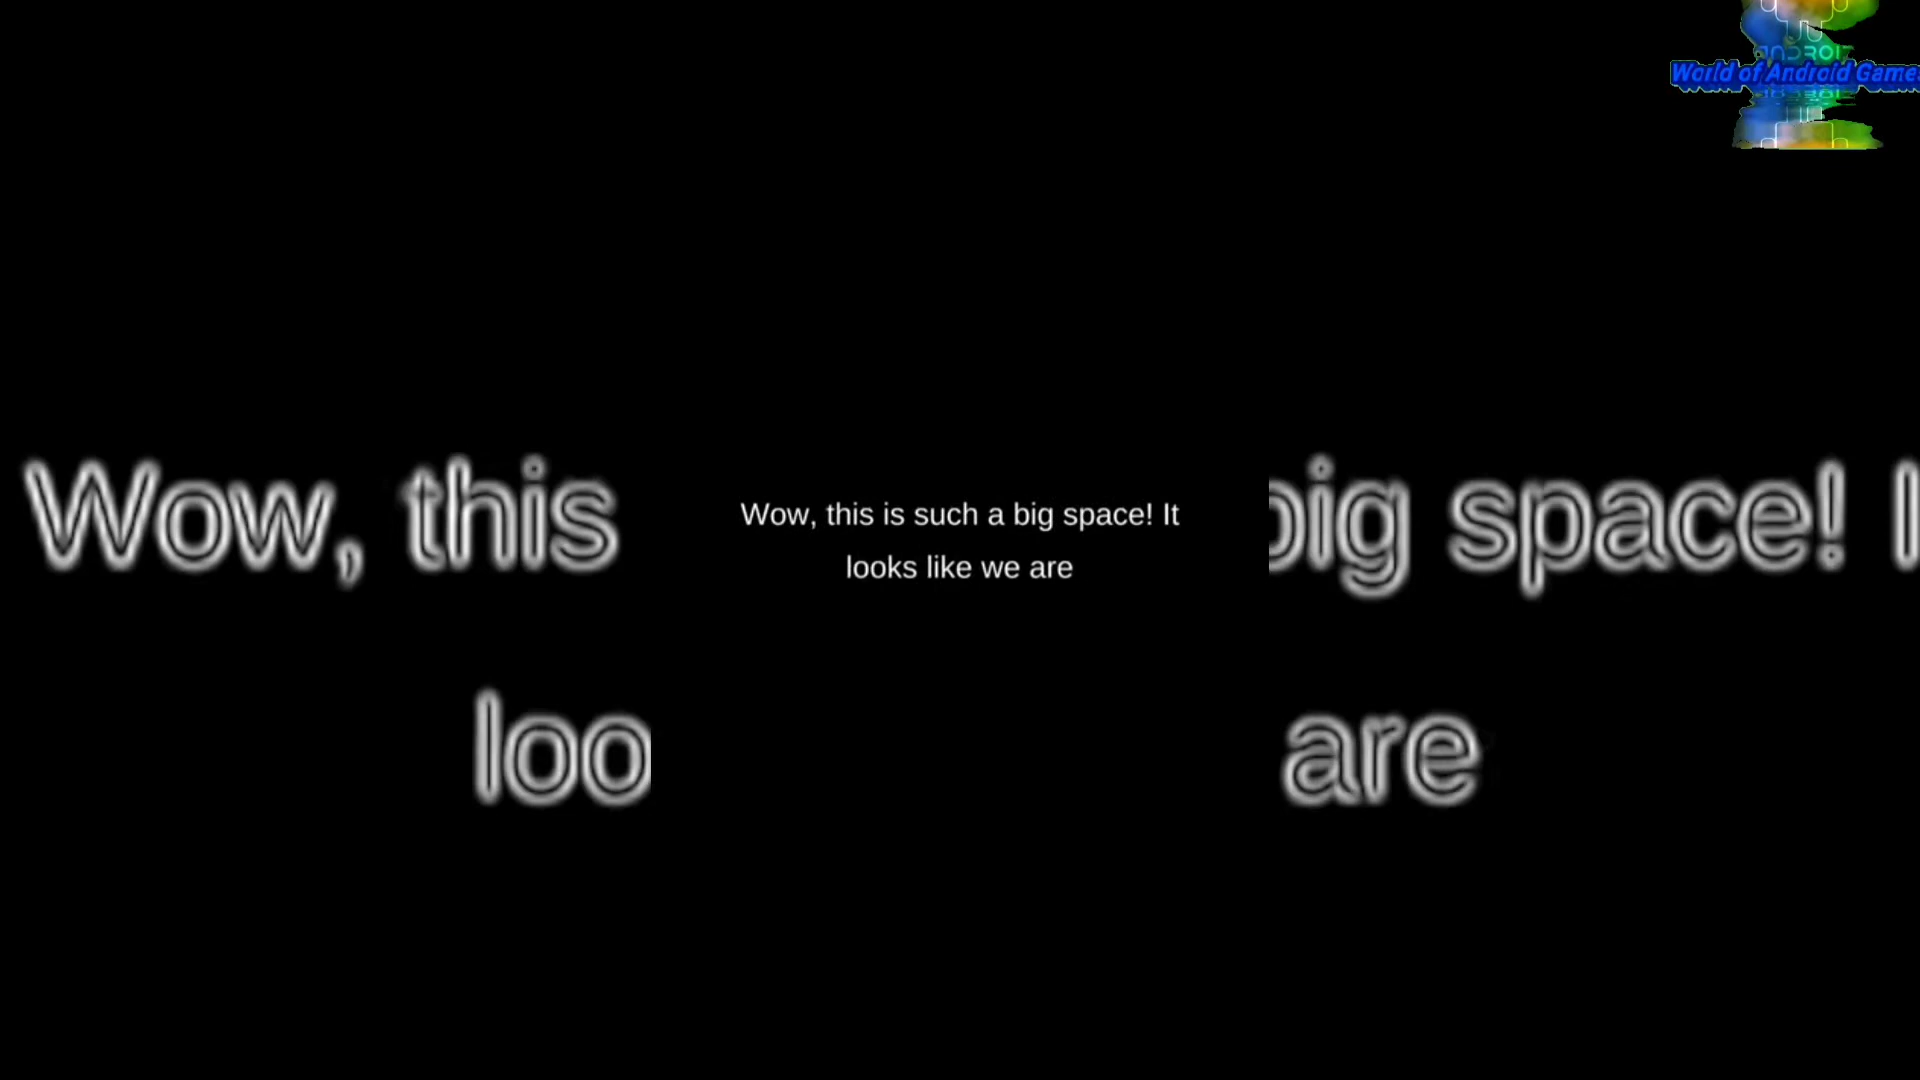 World of Android Games
Wow, this
Wow, this is such a big space! It
looks like we are
big space! I
loo
are